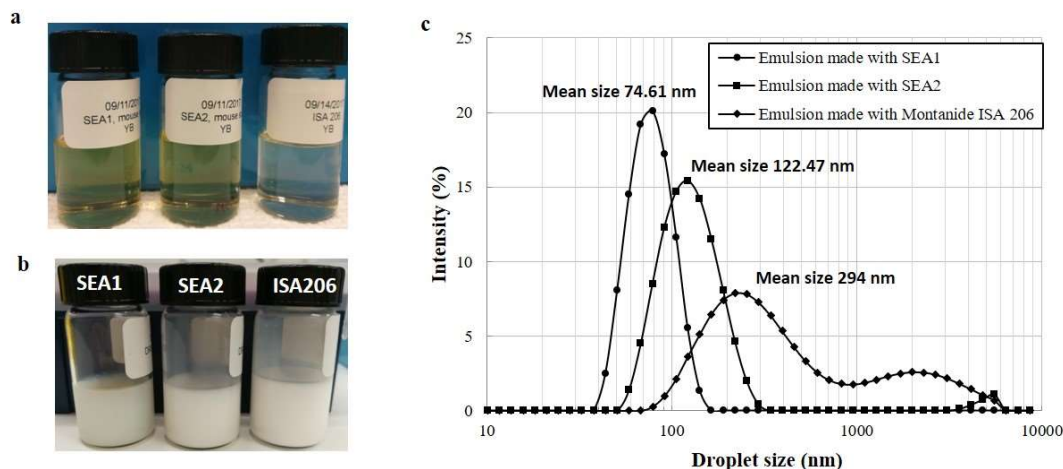 a
09/11/2017
SEA1, mouse
YB
09/11/2017
SEA2, mouse
YB
09/14/2017
ISA 206
YB
b
SEA1
SEA2
ISA206
c
25
20
15
10
5
0
Intensity (%)
Emulsion made with SEA1
Emulsion made with SEA2
Emulsion made with Montanide ISA 206
Mean size 74.61 nm
Mean size 122.47 nm
Mean size 294 nm
10
100
1000
10000
Droplet size (nm)